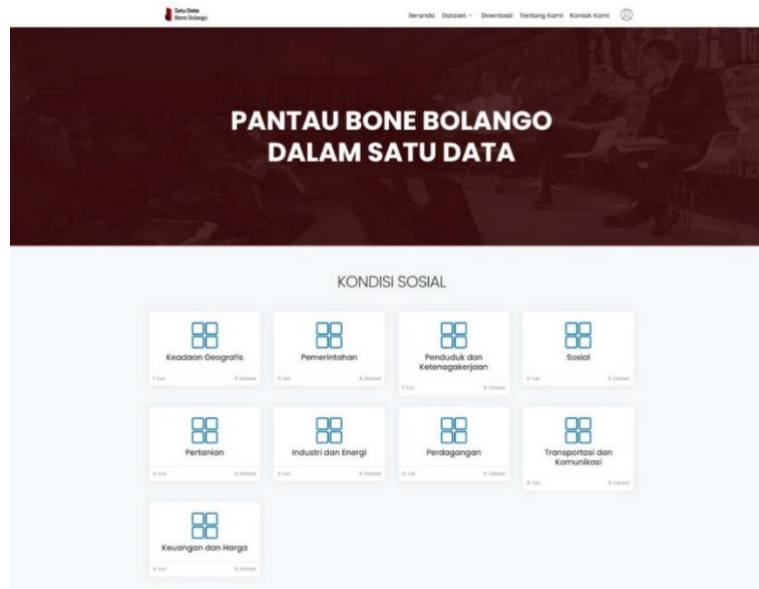 Satu Data
Bone Bolango
Beranda Dataset Download Tentang Kami Kontak Kami
PANTAU BONE BOLANGO
DALAM SATU DATA
KONDISI SOSIAL
Keadaan Geografis
Pemerintahan
Penduduk dan
Ketenagakerjaan
Sosial
Pertanian
Industri dan Energi
Perdagangan
Transportasi dan
Komunikasi
Keuangan dan Harga